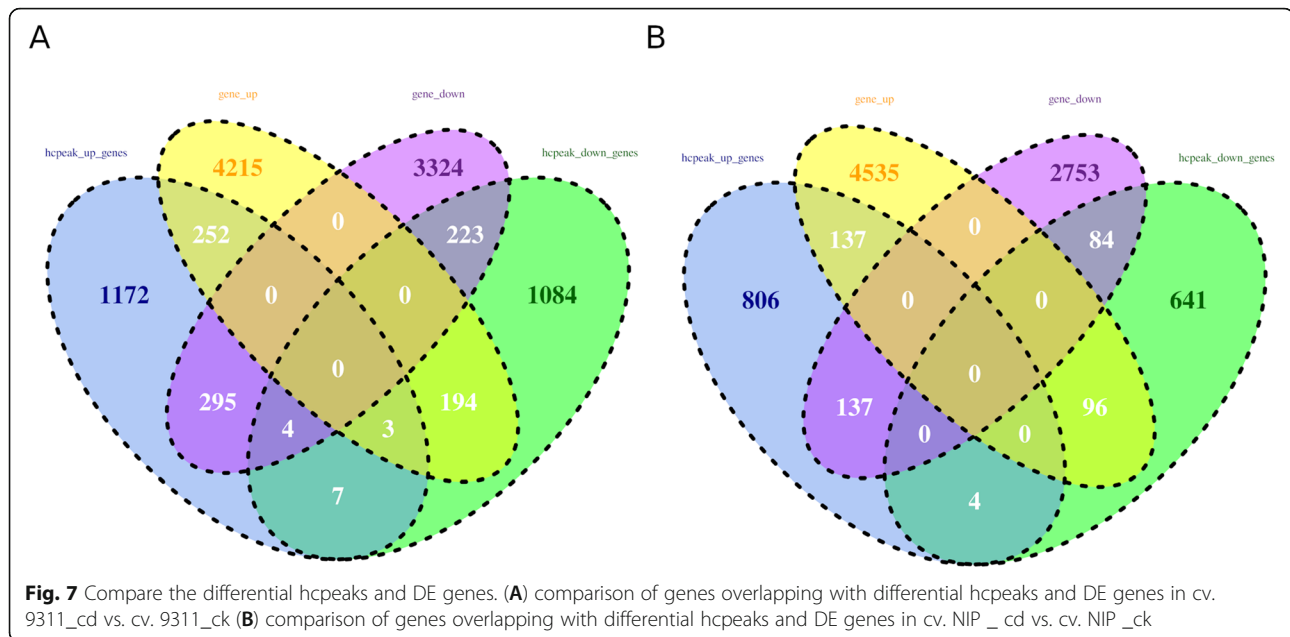 A
B
gene_up
gene_down
hcpeak_up_genes
hcpeak_down_genes
4215
3324
252
0
223
1172
0
0
1084
295
0
194
4
3
7
gene_up
gene_down
hcpeak_up_genes
hcpeak_down_genes
4535
2753
137
0
84
806
0
0
641
137
0
96
0
0
4
Fig. 7 Compare the differential hcpeaks and DE genes. (A) comparison of genes overlapping with differential hcpeaks and DE genes in cv.
9311_cd vs. cv. 9311_ck (B) comparison of genes overlapping with differential hcpeaks and DE genes in cv. NIP _ cd vs. cv. NIP _ck